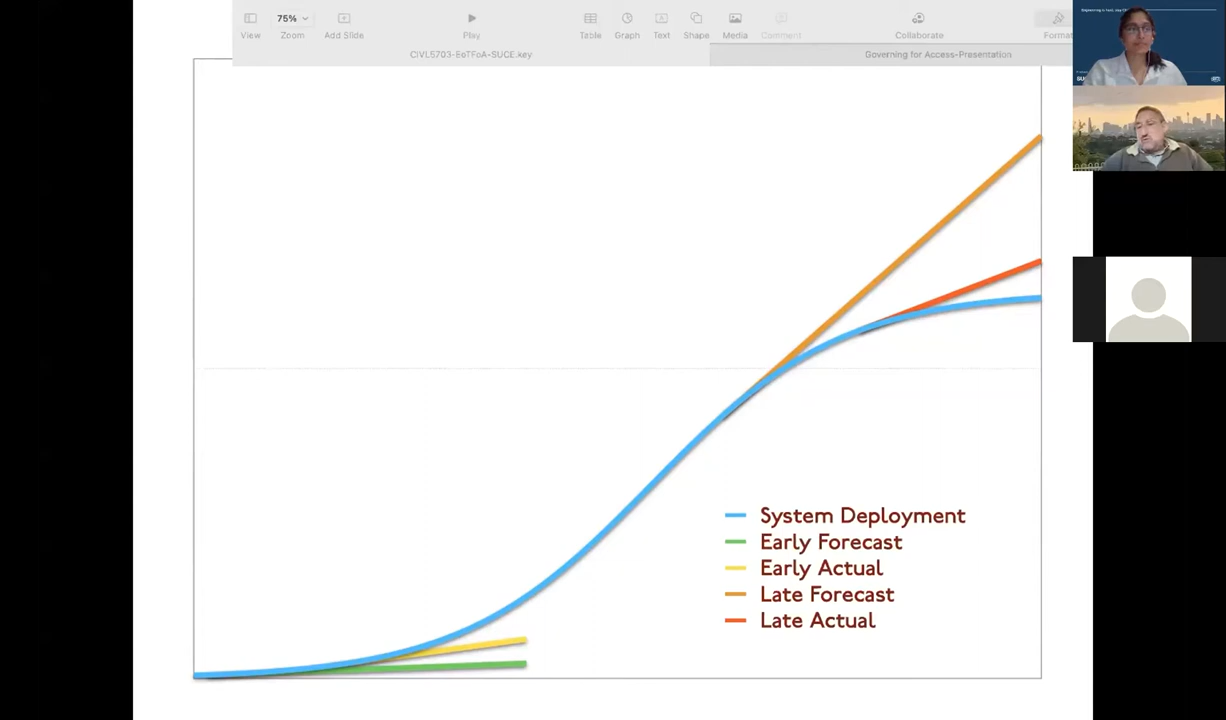 75%
View
Zoom
Add Slide
Play
Table
Graph
Text
Shape
Media
Comment
Collaborate
Format
CIVL5703-EoTFoA-SUCE.key
Governing for Access-Presentation
System Deployment
Early Forecast
Early Actual
Late Forecast
Late Actual